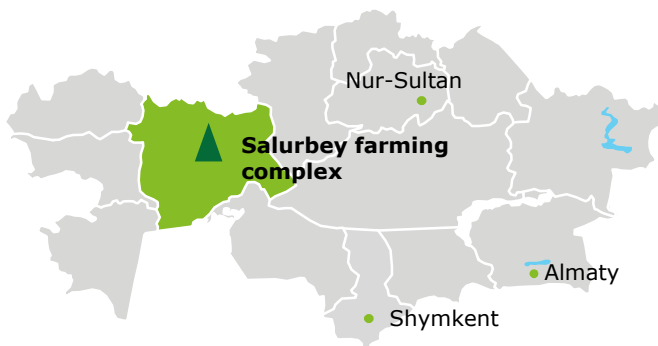 Nur-Sultan
Salurbey farming
complex
Almaty
Shymkent